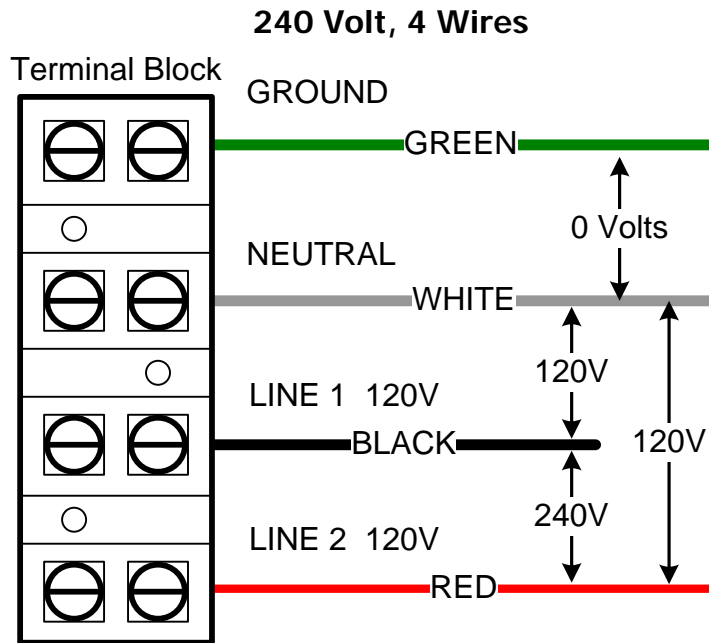 240 Volt, 4 Wires
Terminal Block
GROUND
GREEN
0 Volts
NEUTRAL
WHITE
120V
LINE 1 120V
BLACK
120V
240V
LINE 2 120V
RED